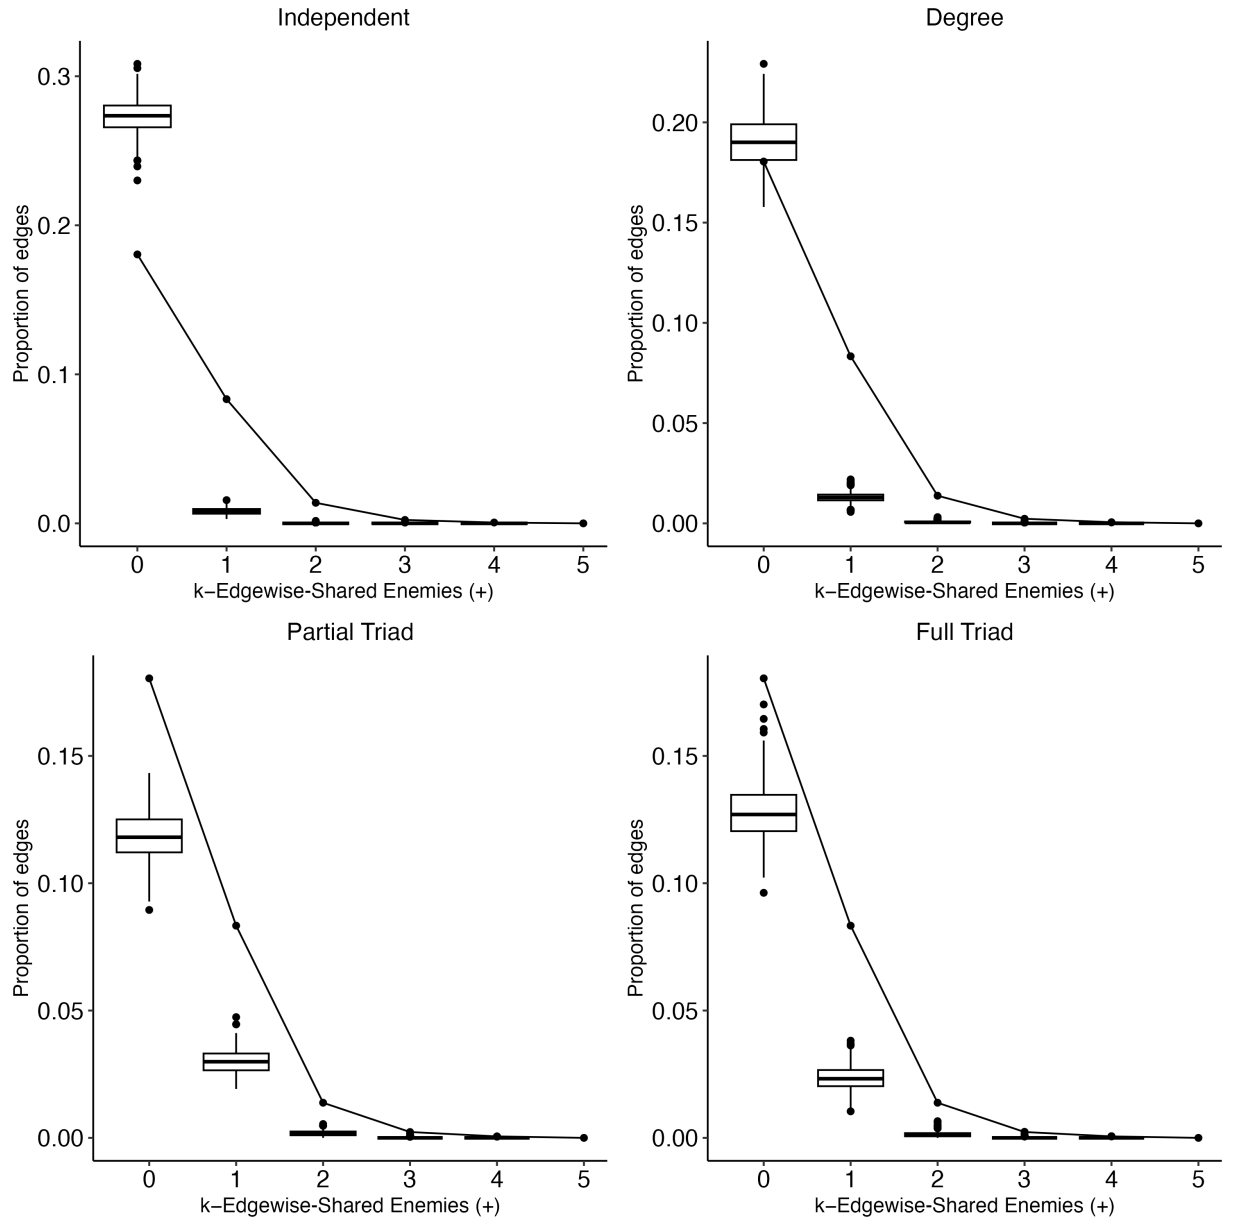 Independent
Proportion of edges
0.3
0.2
0.1
0.0
0 1 2 3 4 5
k−Edgewise-Shared Enemies (+)
Degree
Proportion of edges
0.20
0.15
0.10
0.05
0.00
0 1 2 3 4 5
k−Edgewise-Shared Enemies (+)
Partial Triad
Proportion of edges
0.15
0.10
0.05
0.00
0 1 2 3 4 5
k−Edgewise-Shared Enemies (+)
Full Triad
Proportion of edges
0.15
0.10
0.05
0.00
0 1 2 3 4 5
k−Edgewise-Shared Enemies (+)